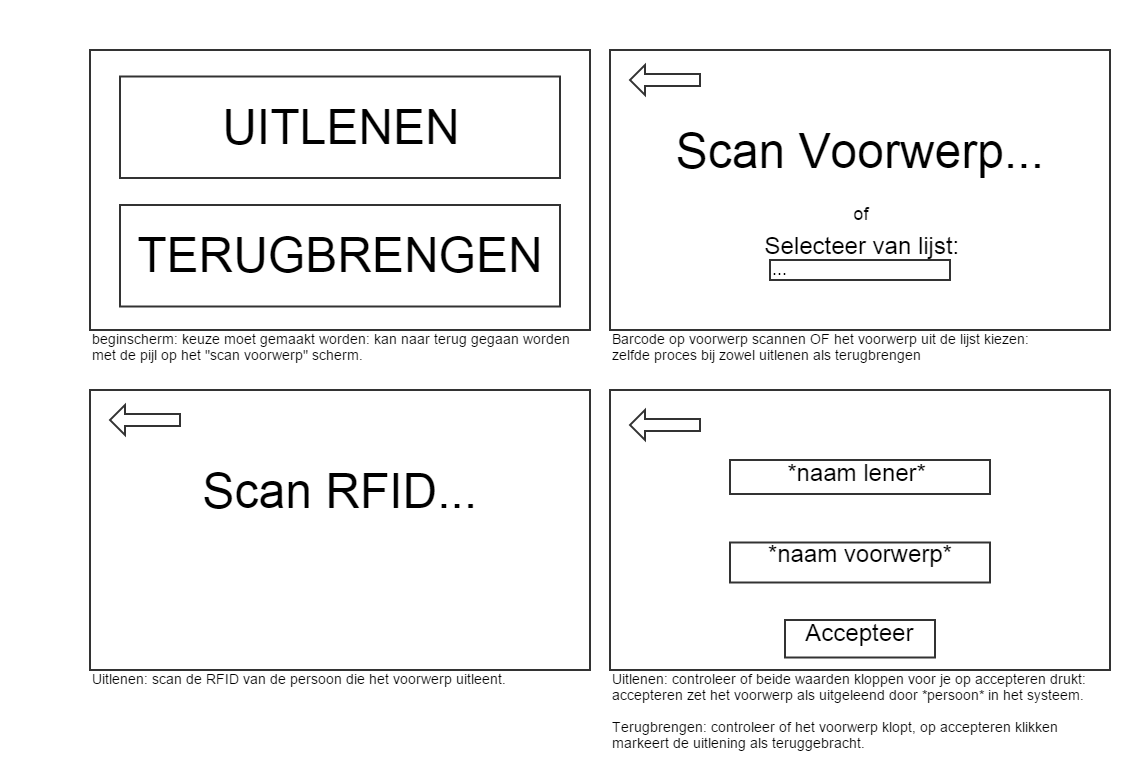 UITLENEN
TERUGBRENGEN
beginscherm: keuze moet gemaakt worden: kan naar terug gegaan worden
met de pijl op het "scan voorwerp" scherm.
Scan Voorwerp...
of
Selecteer van lijst:
...
Barcode op voorwerp scannen OF het voorwerp uit de lijst kiezen:
zelfde proces bij zowel uitlenen als terugbrengen
Scan RFID...
Uitlenen: scan de RFID van de persoon die het voorwerp uitleent.
*naam lener*
*naam voorwerp*
Accepteer
Uitlenen: controleer of beide waarden kloppen voor je op accepteren drukt:
accepteren zet het voorwerp als uitgeleend door *persoon* in het systeem.
Terugbrengen: controleer of het voorwerp klopt, op accepteren klikken
markeert de uitlening als teruggebracht.